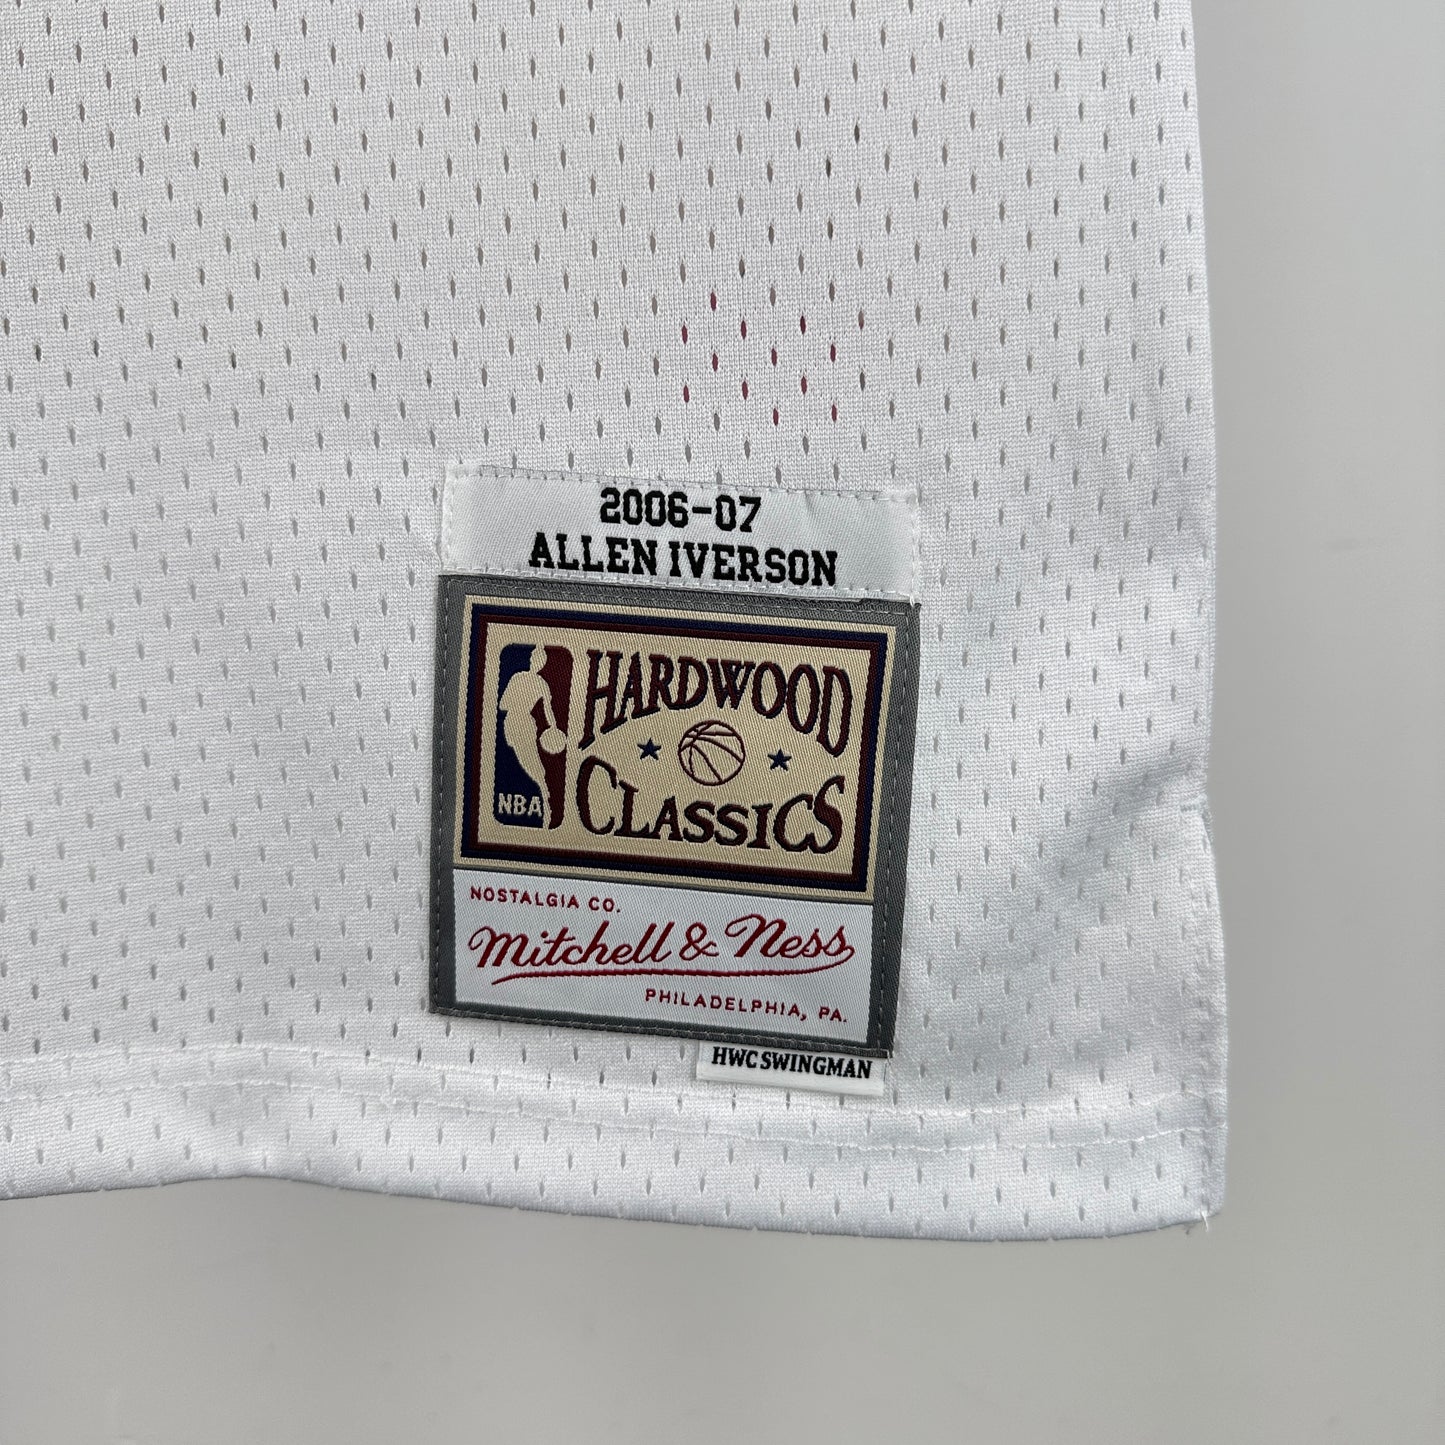 2006-07
ALLEN IVERSON
HARDWOOD
CLASSICS
NBA
NOSTALGIA CO.
Mitchell & Ness
PHILADELPHIA, PA.
HWC SWINGMAN